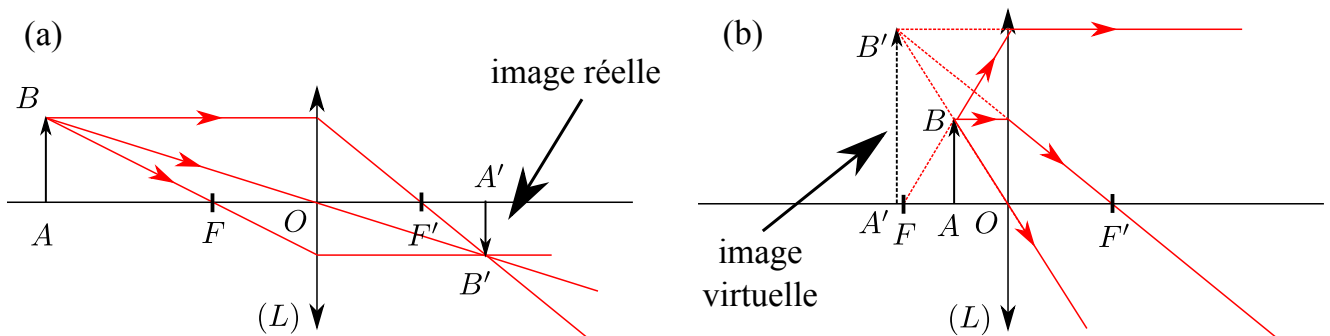 (a)
image réelle
B
A'
A
F
O
F'
B'
(L)
(b)
B'
B
A'
F
A
O
F'
image
virtuelle
(L)